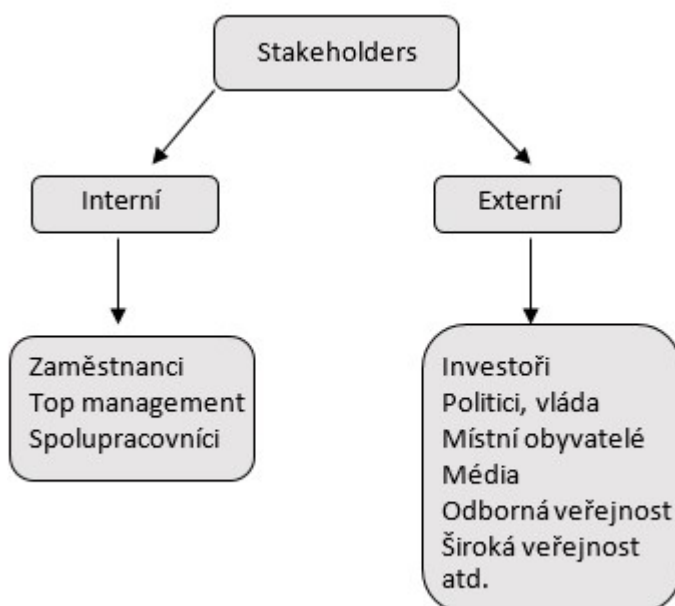 Stakeholders
Interní
Externí
Zaměstnanci
Top management
Spolupracovníci
Investoři
Politici, vláda
Místní obyvatelé
Média
Odborná veřejnost
Široká veřejnost
atd.